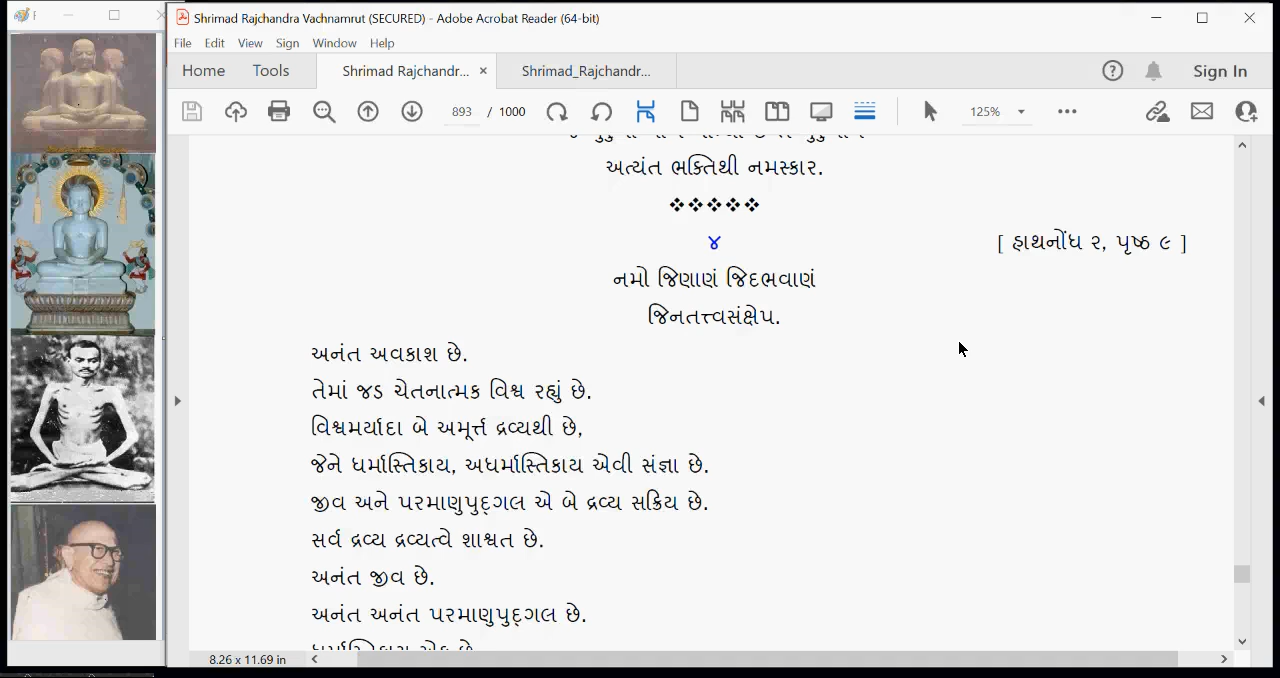 Shrimad Rajchandra Vachnamrut (SECURED) - Adobe Acrobat Reader (64-bit)
File Edit View Sign Window Help
Home Tools Shrimad Rajchandr... × Shrimad_Rajchandr... Sign In
893 / 1000 125%
અત્યંત ભક્તિથી નમસ્કાર.
૪ [ હાથનોંધ ૨, પૃષ્ઠ ૯ ]
નમો જિણાણં જિદભવાણં
જિનતત્ત્વસંક્ષેપ.
અનંત અવકાશ છે.
તેમાં જડ ચેતનાત્મક વિશ્વ રહ્યું છે.
વિશ્વમર્યાદા બે અમૂર્ત્ત દ્રવ્યથી છે,
જેને ધર્માસ્તિકાય, અધર્માસ્તિકાય એવી સંજ્ઞા છે.
જીવ અને પરમાણુપુદ્ગલ એ બે દ્રવ્ય સક્રિય છે.
સર્વ દ્રવ્ય દ્રવ્યત્વે શાશ્વત છે.
અનંત જીવ છે.
અનંત અનંત પરમાણુપુદ્ગલ છે.
ધર્માસ્તિકાય એક છે.
8.26 x 11.69 in